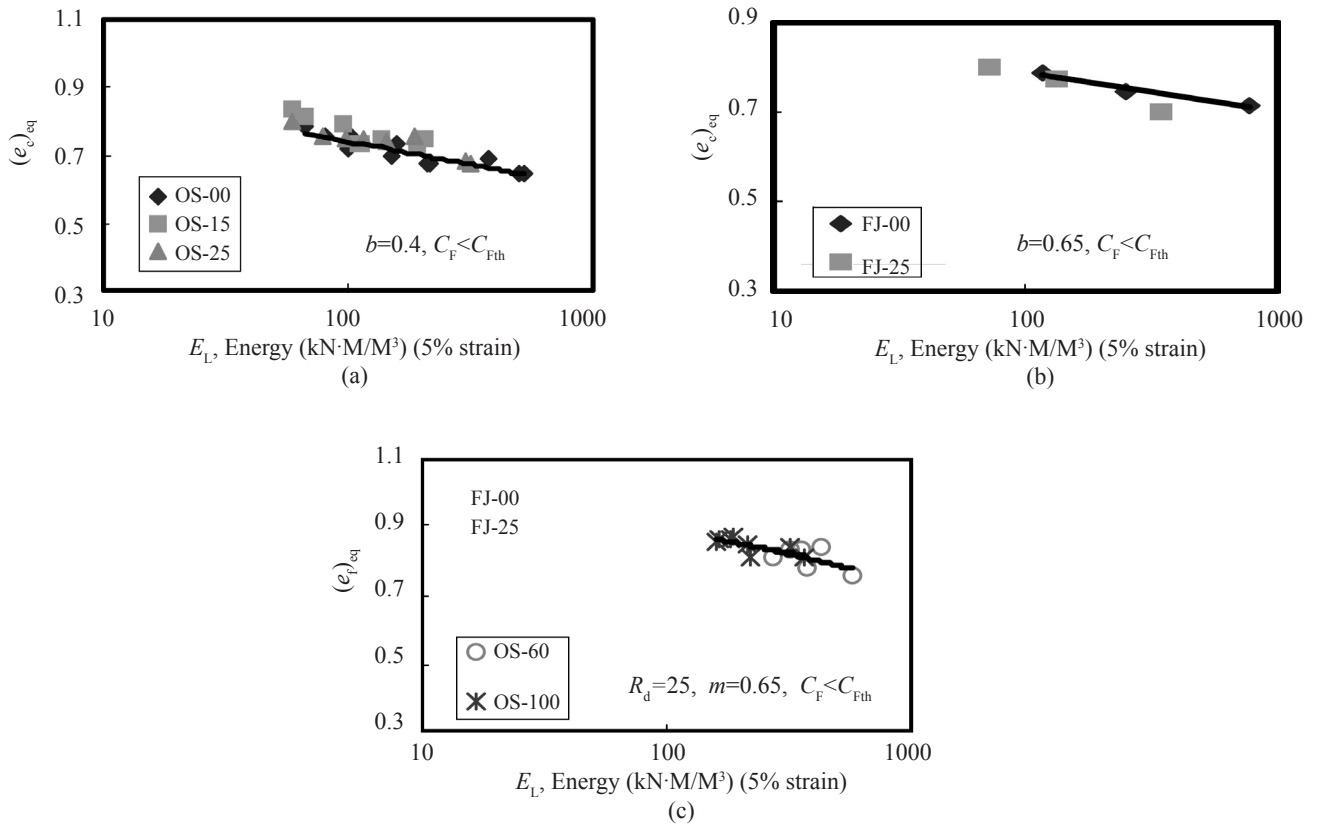 1.1
0.9
0.7
0.5
0.3
(e_c)_eq
OS-00
OS-15
OS-25
b=0.4, C_F<C_Fth
10 100 1000
E_L, Energy (kN·M/M³) (5% strain)
(a)
0.9
0.7
0.5
0.3
(e_c)_eq
FJ-00
FJ-25
b=0.65, C_F<C_Fth
10 100 1000
E_L, Energy (kN·M/M³) (5% strain)
(b)
1.1
0.9
0.7
0.5
0.3
(e_f)_eq
FJ-00
FJ-25
OS-60
OS-100
R_d=25, m=0.65, C_F<C_Fth
10 100 1000
E_L, Energy (kN·M/M³) (5% strain)
(c)